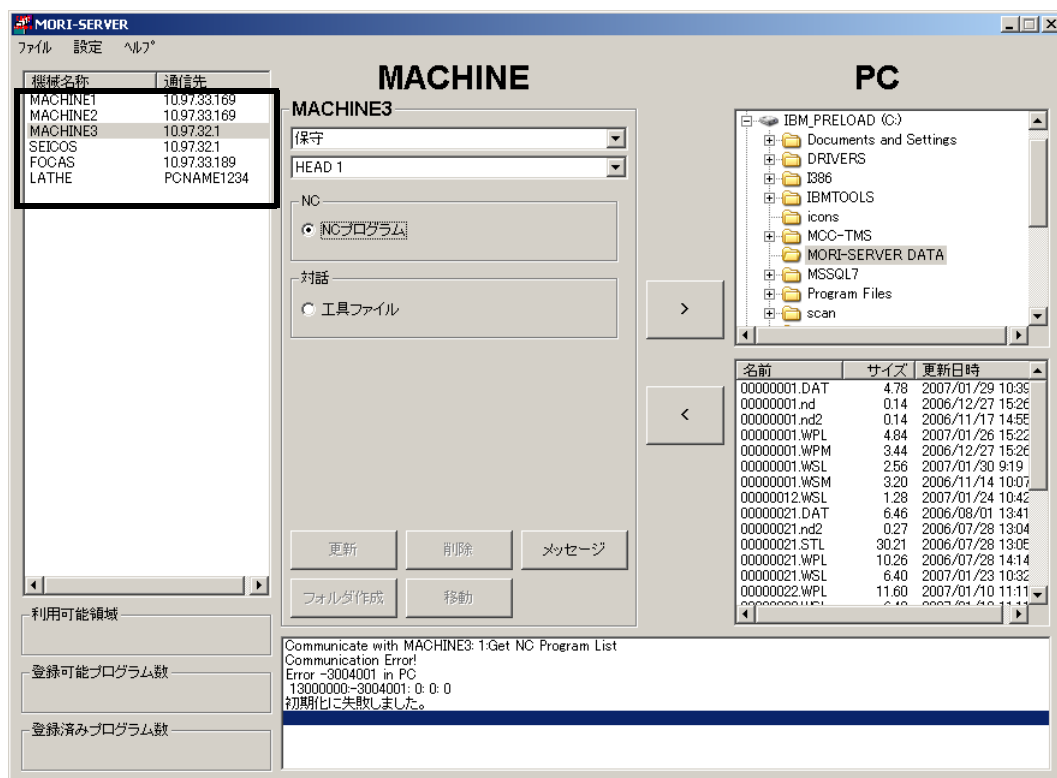 MORI-SERVER
ファイル 設定 ヘルプ
機械名称 通信先
MACHINE1 10.97.33.169
MACHINE2 10.97.33.169
MACHINE3 10.97.32.1
SEICOS 10.97.32.1
FOCAS 10.97.33.189
LATHE PCNAME1234
利用可能領域
登録可能プログラム数
登録済みプログラム数
MACHINE
MACHINE3
保守
HEAD 1
NC
NCプログラム
対話
工具ファイル
更新 削除 メッセージ
フォルダ作成 移動
>
<
PC
IBM_PRELOAD (C:)
Documents and Settings
DRIVERS
I386
IBMTOOLS
icons
MCC-TMS
MORI-SERVER DATA
MSSQL7
Program Files
scan
名前 サイズ 更新日時
00000001.DAT 4.78 2007/01/29 10:39
00000001.nd 0.14 2006/12/27 15:26
00000001.nd2 0.14 2006/11/17 14:55
00000001.WPL 4.84 2007/01/26 15:22
00000001.WPM 3.44 2006/12/27 15:26
00000001.WSL 2.56 2007/01/30 9:19
00000001.WSM 3.20 2006/11/14 10:07
00000012.WSL 1.28 2007/01/24 10:42
00000021.DAT 6.46 2006/08/01 13:41
00000021.nd2 0.27 2006/07/28 13:04
00000021.STL 30.21 2006/07/28 13:05
00000021.WPL 10.26 2006/07/28 14:14
00000021.WSL 6.40 2007/01/23 10:32
00000022.WPL 11.60 2007/01/10 11:11
Communicate with MACHINE3: 1:Get NC Program List
Communication Error!
Error -3004001 in PC
13000000:-3004001: 0: 0: 0
初期化に失敗しました。